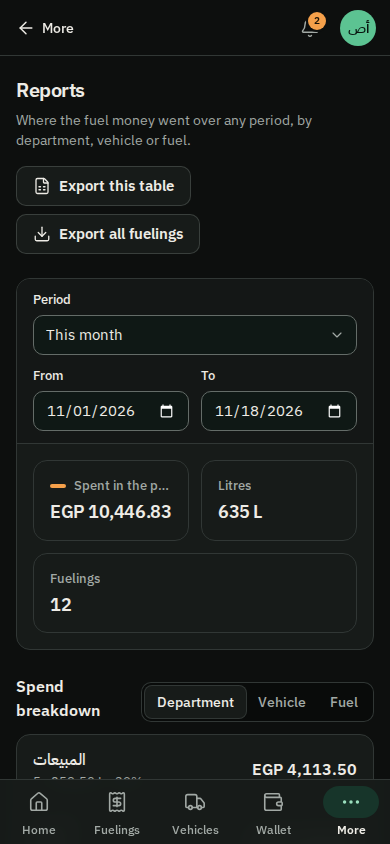 More
2
أص
Reports
Where the fuel money went over any period, by
department, vehicle or fuel.
Export this table
Export all fuelings
Period
This month
From
To
11/01/2026
11/18/2026
Spent in the p...
EGP 10,446.83
Litres
635 L
Fuelings
12
Spend
breakdown
Department
Vehicle
Fuel
المبيعات
EGP 4,113.50
Home
Fuelings
Vehicles
Wallet
More